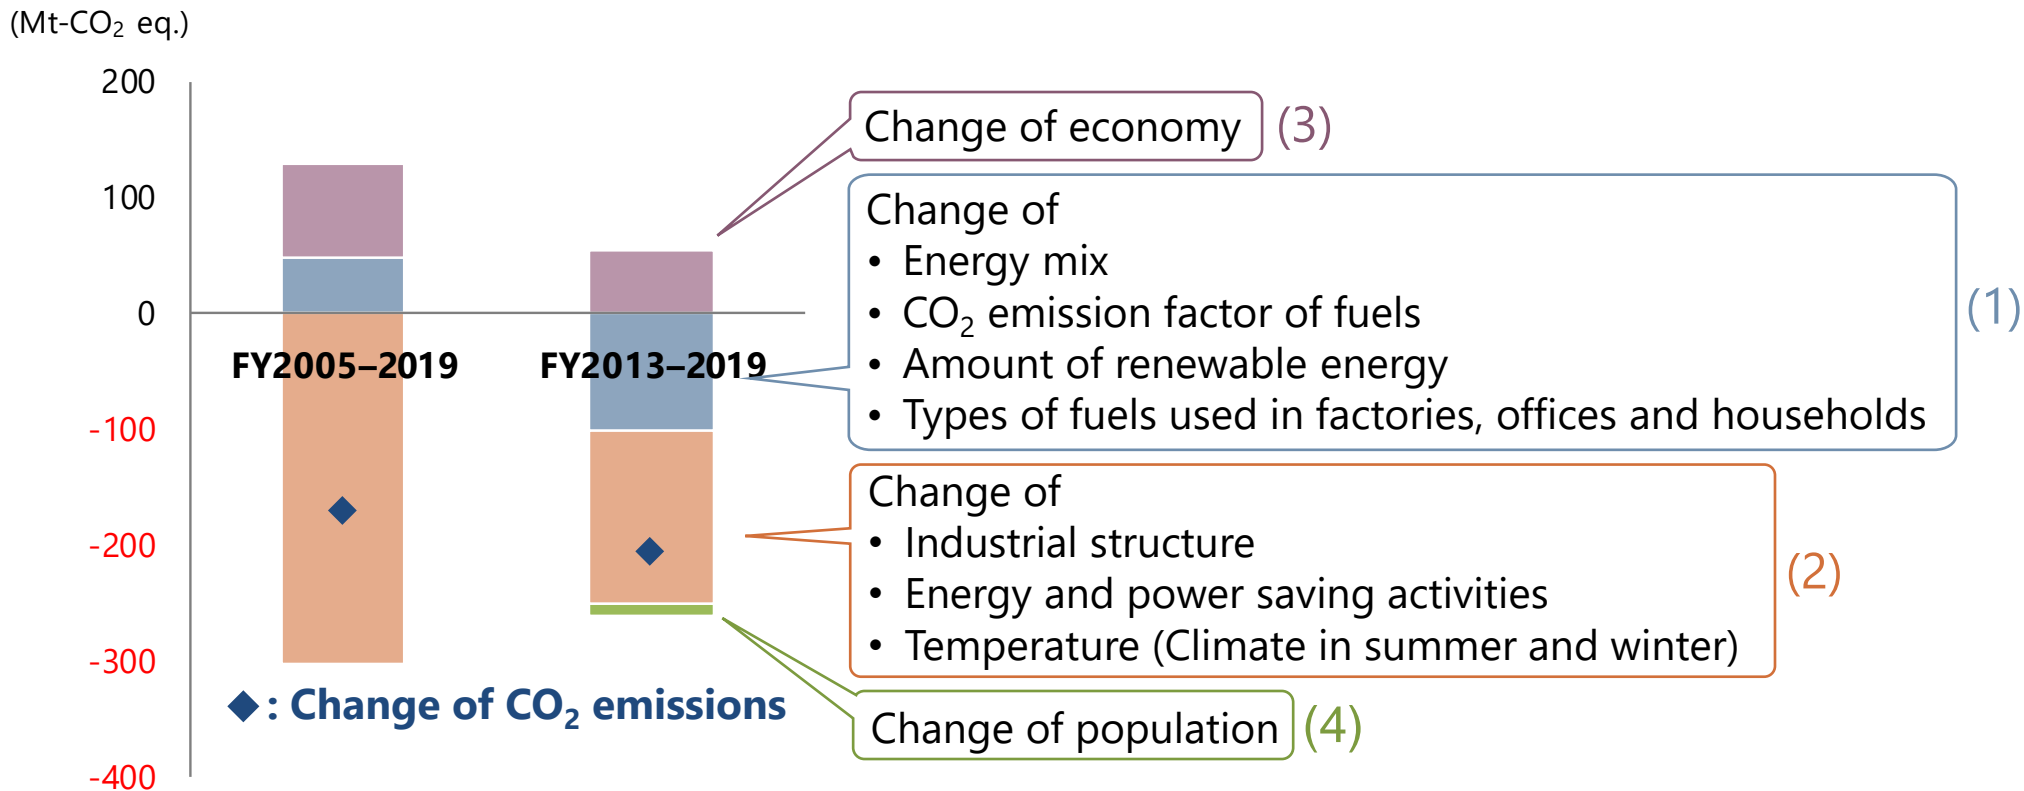 (Mt-CO₂ eq.)
200
100
0
-100
-200
-300
-400
FY2005–2019
FY2013–2019
◆: Change of CO₂ emissions
Change of economy
(3)
Change of
• Energy mix
• CO₂ emission factor of fuels
• Amount of renewable energy
• Types of fuels used in factories, offices and households
(1)
Change of
• Industrial structure
• Energy and power saving activities
• Temperature (Climate in summer and winter)
(2)
Change of population
(4)